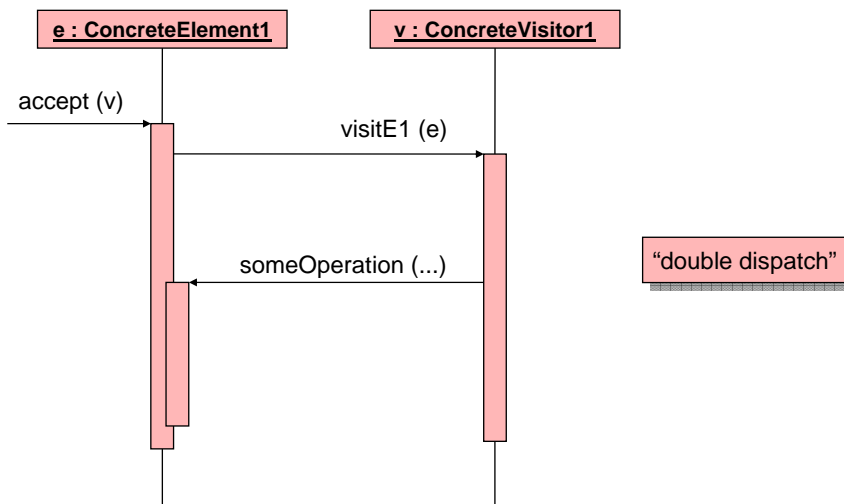 e : ConcreteElement1
v : ConcreteVisitor1
accept (v)
visitE1 (e)
someOperation (...)
“double dispatch”